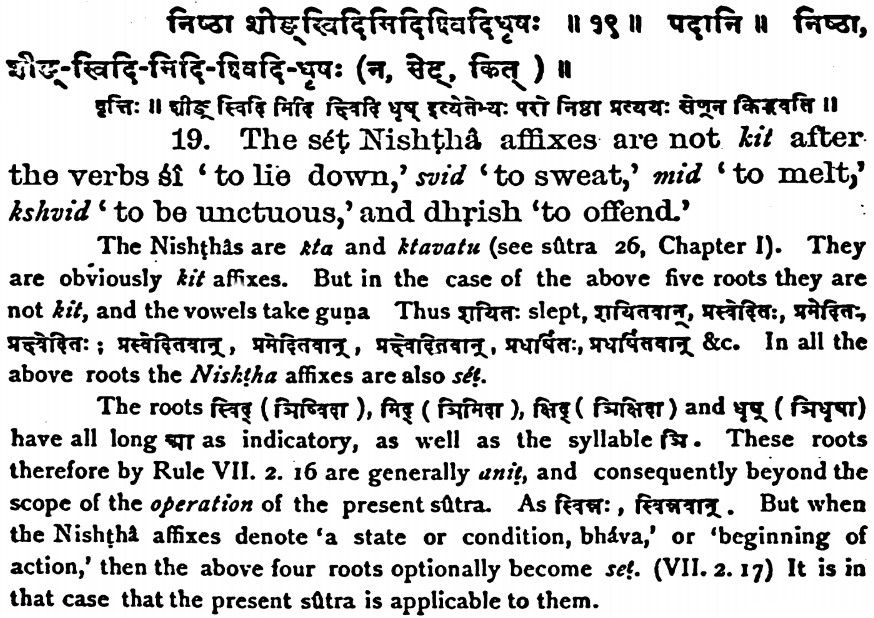 निष्ठा शीङ्स्विदिमिदिक्ष्विदिधृषः ॥ १९ ॥ पदानि ॥ निष्ठा,
शीङ्-स्विदि-मिदि-क्ष्विदि-धृषः (न, सेट्, कित् ) ॥
वृत्तिः ॥ शीङ् स्विदि मिदि क्ष्विदि धृष् इत्येतेभ्यः परो निष्ठा प्रत्ययः सेण्न किद्भवति ॥
19. The séṭ Nishṭhâ affixes are not kit after
the verbs śî ‘to lie down,’ svid ‘to sweat,’ mid ‘to melt,’
kshvid ‘to be unctuous,’ and dhṛish ‘to offend.’
The Nishṭhâs are kta and ktavatu (see sûtra 26, Chapter I). They
are obviously kit affixes. But in the case of the above five roots they are
not kit, and the vowels take guṇa Thus शयितः slept, शयितवान्, प्रस्वेदितः, प्रमेदितः,
प्रक्ष्वेदितः ; प्रस्वेदितवान् , प्रमेदितवान् , प्रक्ष्वेदितवान् , प्रधर्षितः, प्रधर्षितवान् &c. In all the
above roots the Nishṭha affixes are also séṭ.
The roots स्विद् ( ञिष्विदा ), मिद् ( ञिमिदा ), क्षिद् ( ञिक्षिदा ) and धृष् ( ञिधृषा)
have all long आ as indicatory, as well as the syllable ञि. These roots
therefore by Rule VII. 2. 16 are generally aniṭ, and consequently beyond the
scope of the operation of the present sûtra. As स्विन्नः , स्विन्नवान् . But when
the Nishṭhâ affixes denote ‘a state or condition, bháva,’ or ‘beginning of
action,’ then the above four roots optionally become seṭ. (VII. 2. 17) It is in
that case that the present sûtra is applicable to them.